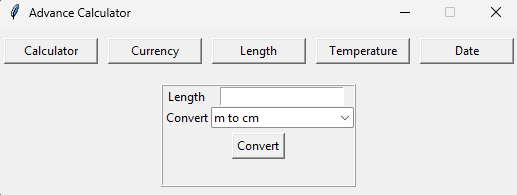 Advance Calculator
Calculator Currency Length Temperature Date
Length
Convert m to cm
Convert